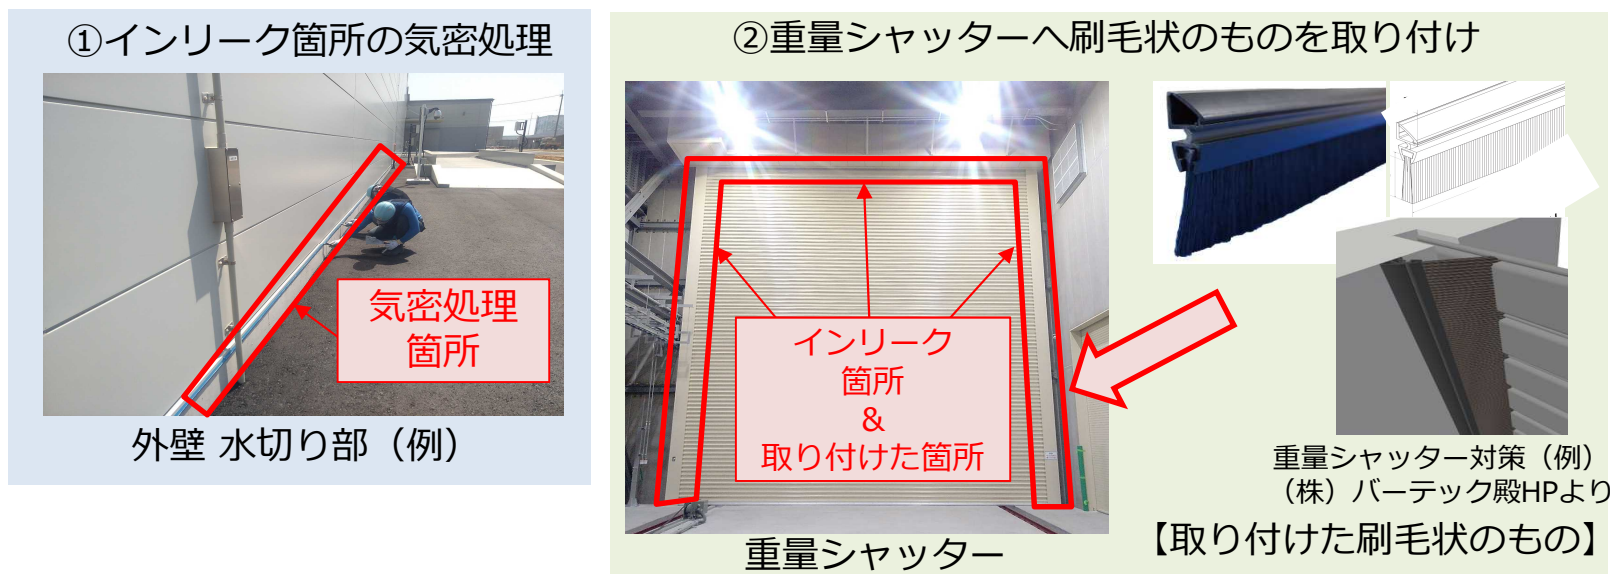 ①インリーク箇所の気密処理
気密処理
箇所
外壁 水切り部（例）
②重量シャッターへ刷毛状のものを取り付け
インリーク
箇所
&
取り付けた箇所
重量シャッター
重量シャッター対策（例）
（株）バーテック殿HPより
【取り付けた刷毛状のもの】